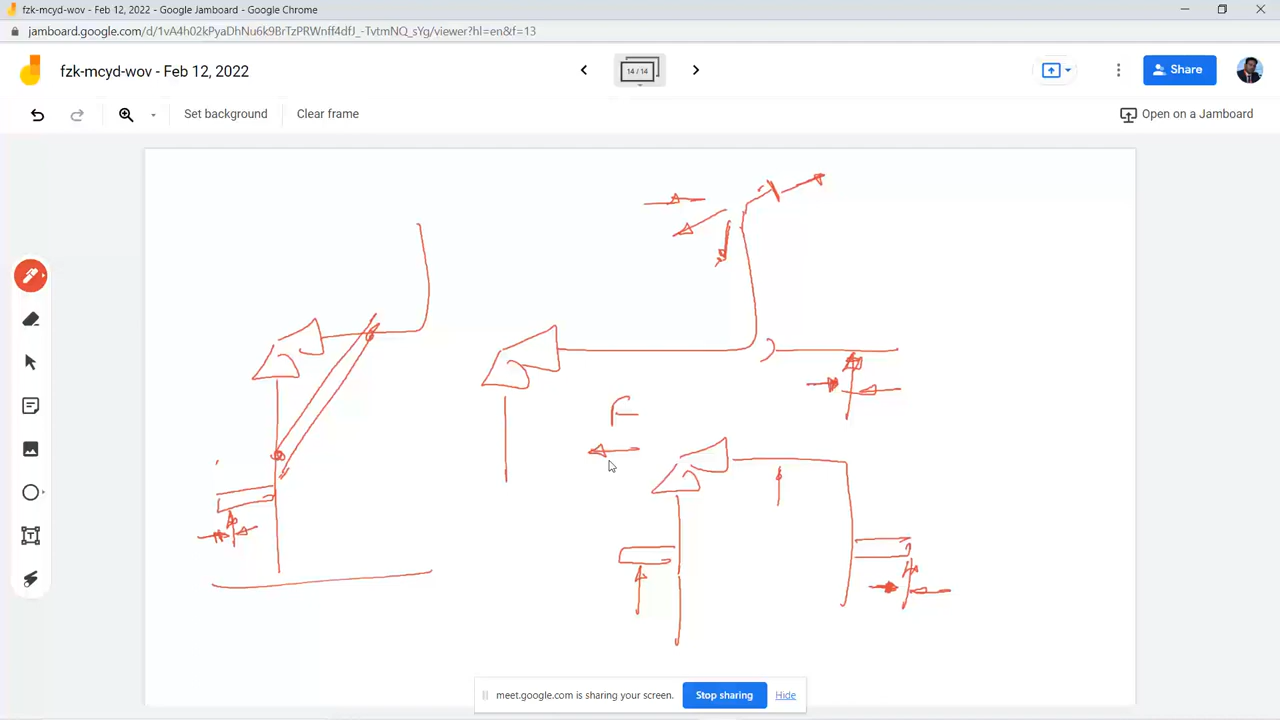 fzk-mcyd-wov - Feb 12, 2022 - Google Jamboard - Google Chrome
jamboard.google.com/d/1vA4h02kPyaDhNu6k9BrTzPRWnff4dfJ_-TvtmNQ_sYg/viewer?hl=en&f=13
fzk-mcyd-wov - Feb 12, 2022
14 / 14
Share
Set background
Clear frame
Open on a Jamboard
F
meet.google.com is sharing your screen.
Stop sharing
Hide